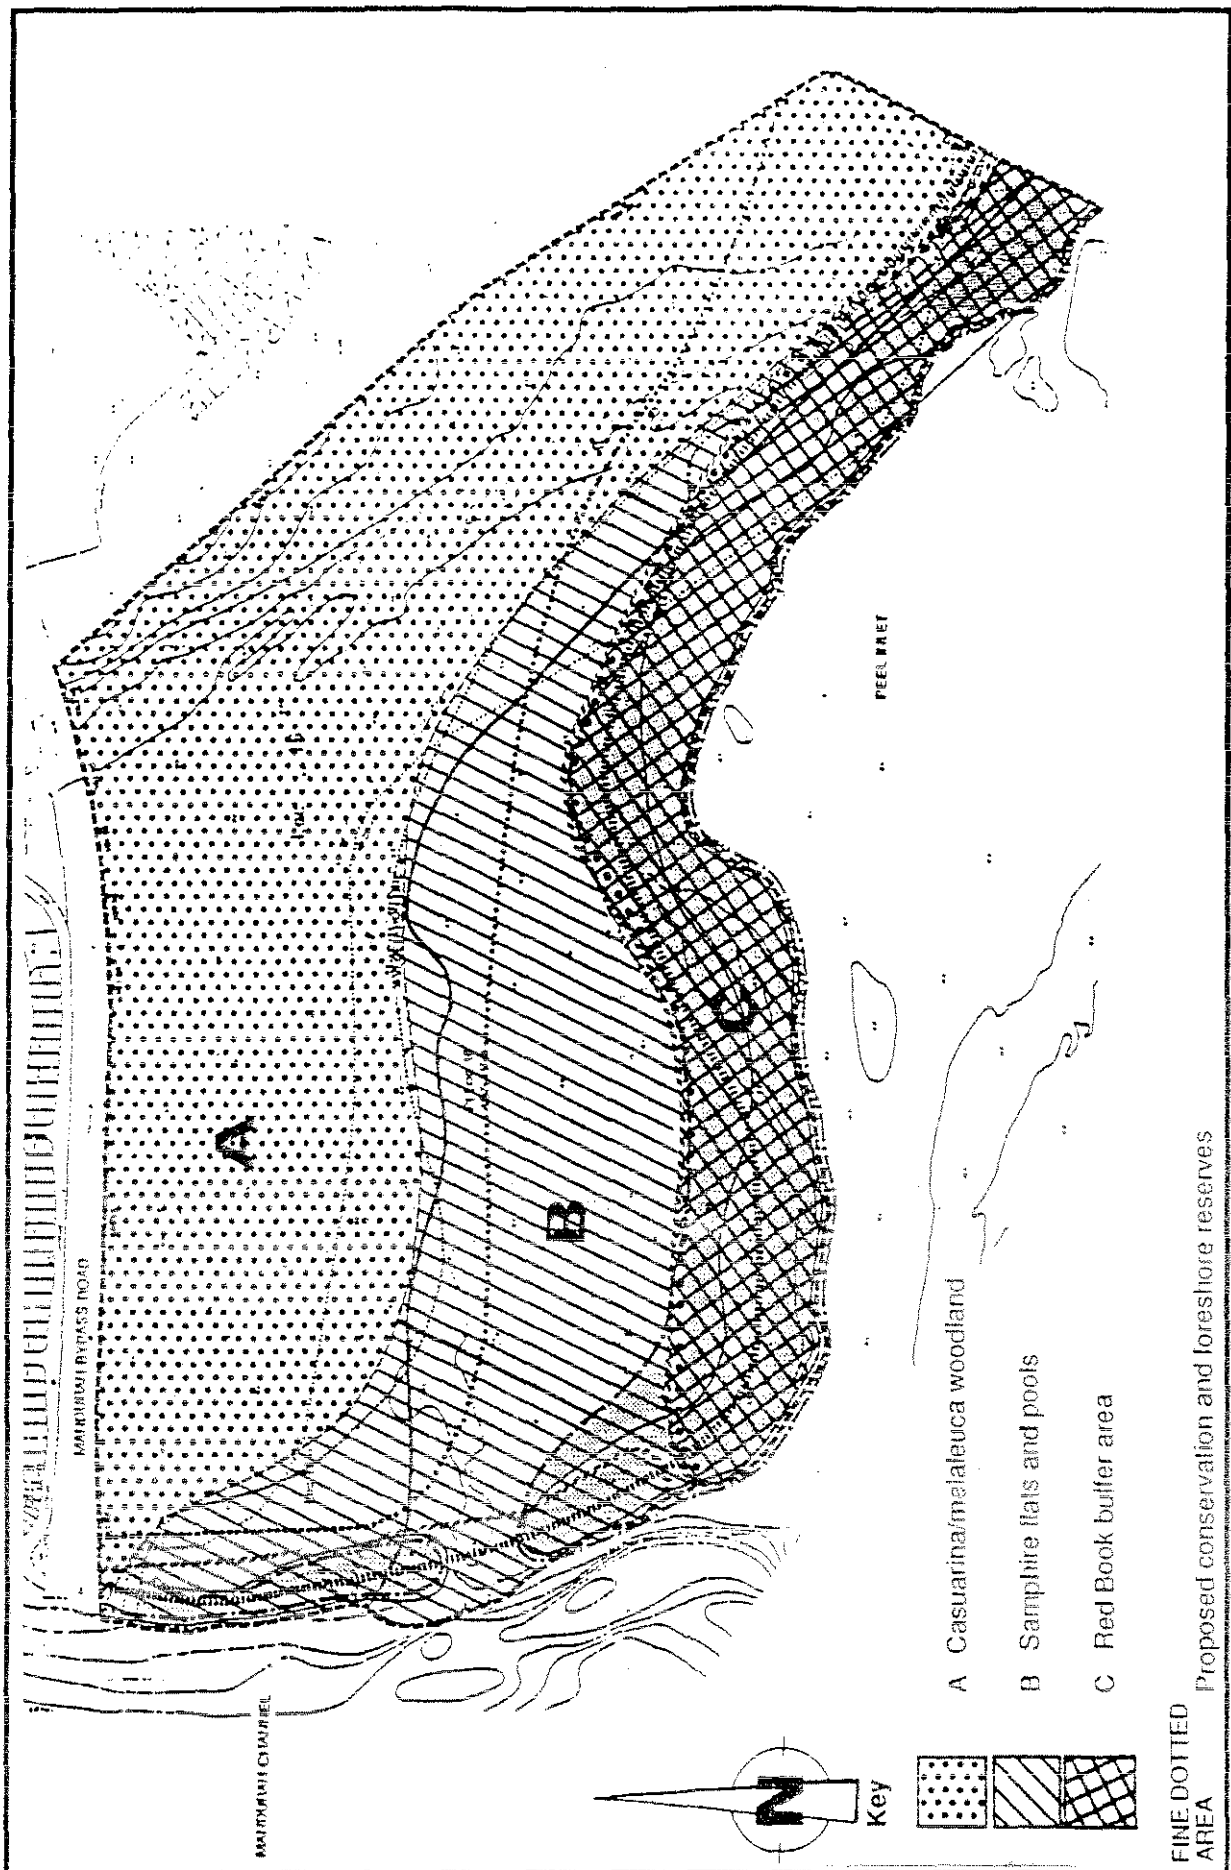 MANDURAH BYPASS ROAD
MANDURAH CHANNEL
PEEL INLET
A
B
C
N
Key
A Casuarina/melaleuca woodland
B Samphire flats and pools
C Red Book buffer area
FINE DOTTED
AREA Proposed conservation and foreshore reserves